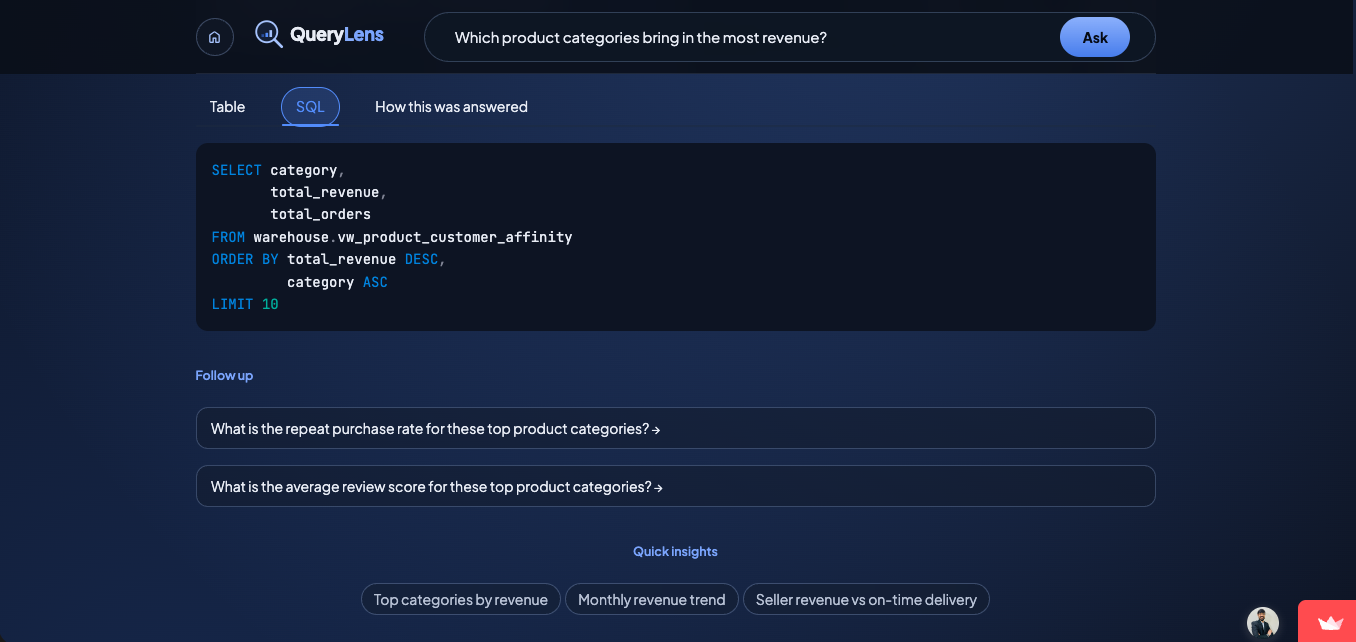 QueryLens
Which product categories bring in the most revenue?
Ask
Table
SQL
How this was answered
SELECT category,
total_revenue,
total_orders
FROM warehouse.vw_product_customer_affinity
ORDER BY total_revenue DESC,
category ASC
LIMIT 10
Follow up
What is the repeat purchase rate for these top product categories? →
What is the average review score for these top product categories? →
Quick insights
Top categories by revenue
Monthly revenue trend
Seller revenue vs on-time delivery